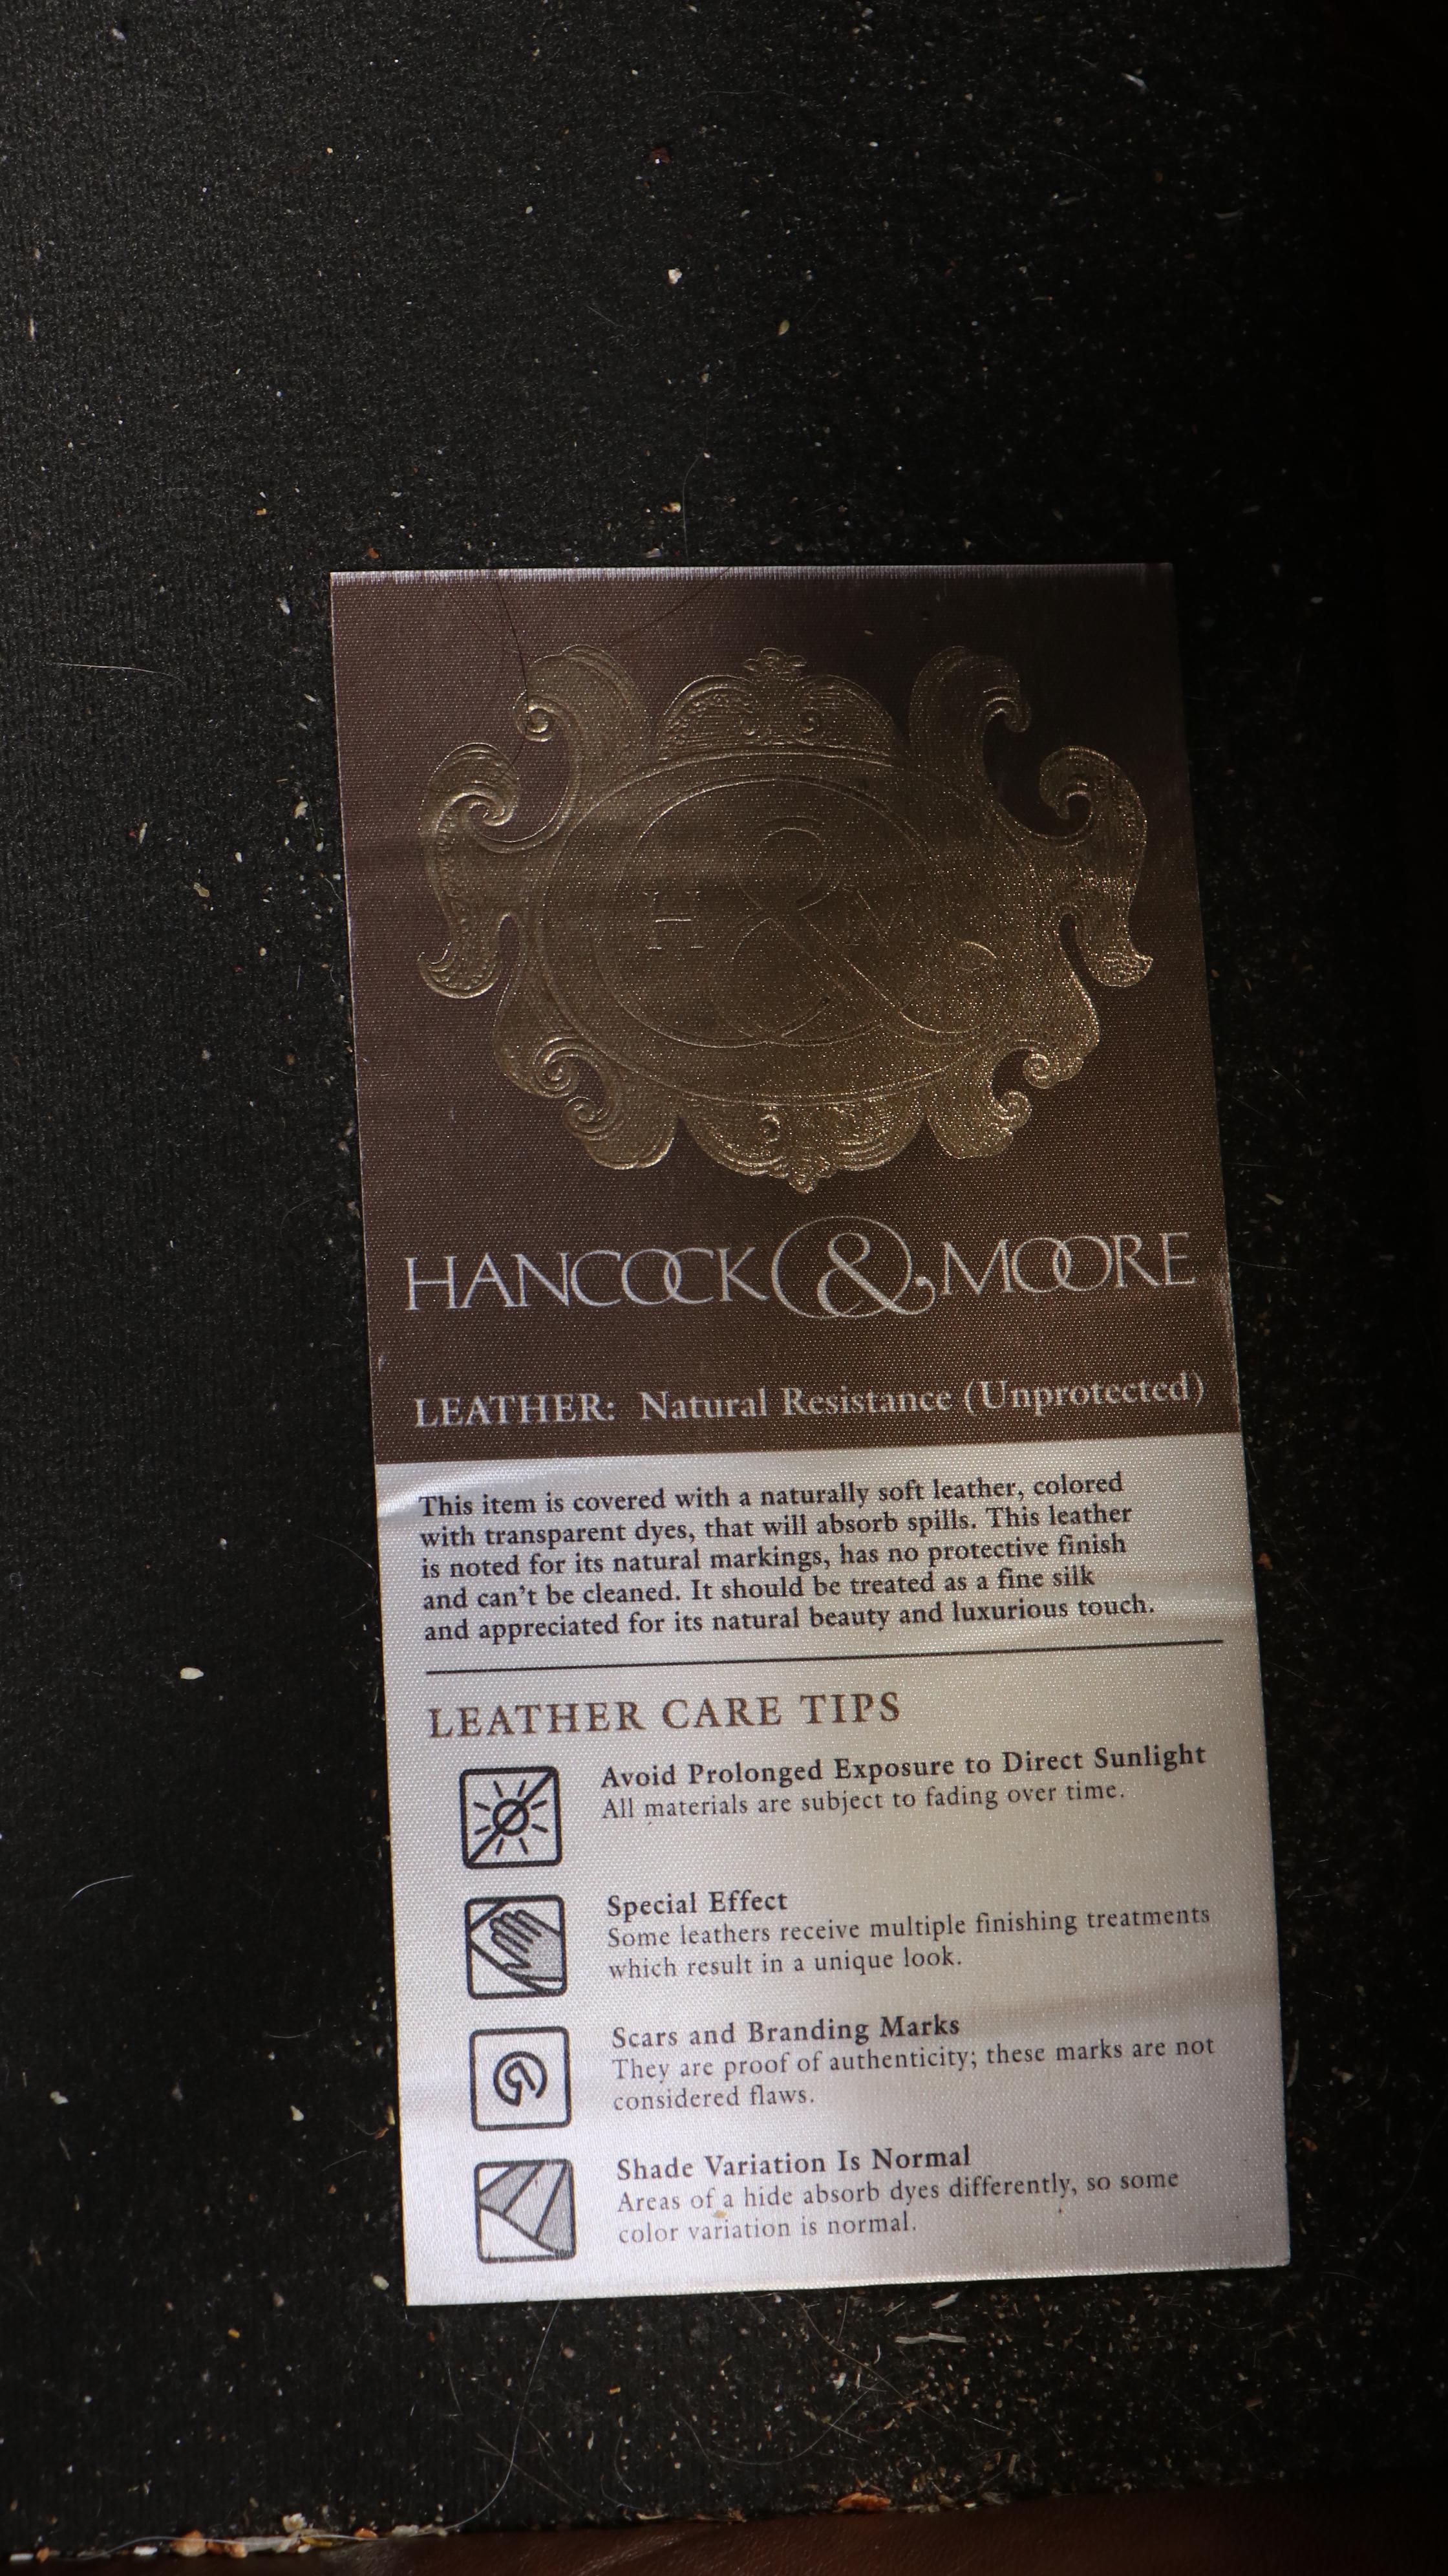 H & M
HANCOCK & MOORE
LEATHER: Natural Resistance (Unprotected)
This item is covered with a naturally soft leather, colored
with transparent dyes, that will absorb spills. This leather
is noted for its natural markings, has no protective finish
and can't be cleaned. It should be treated as a fine silk
and appreciated for its natural beauty and luxurious touch.
LEATHER CARE TIPS
Avoid Prolonged Exposure to Direct Sunlight
All materials are subject to fading over time.
Special Effect
Some leathers receive multiple finishing treatments
which result in a unique look.
Scars and Branding Marks
They are proof of authenticity; these marks are not
considered flaws.
Shade Variation Is Normal
Areas of a hide absorb dyes differently, so some
color variation is normal.